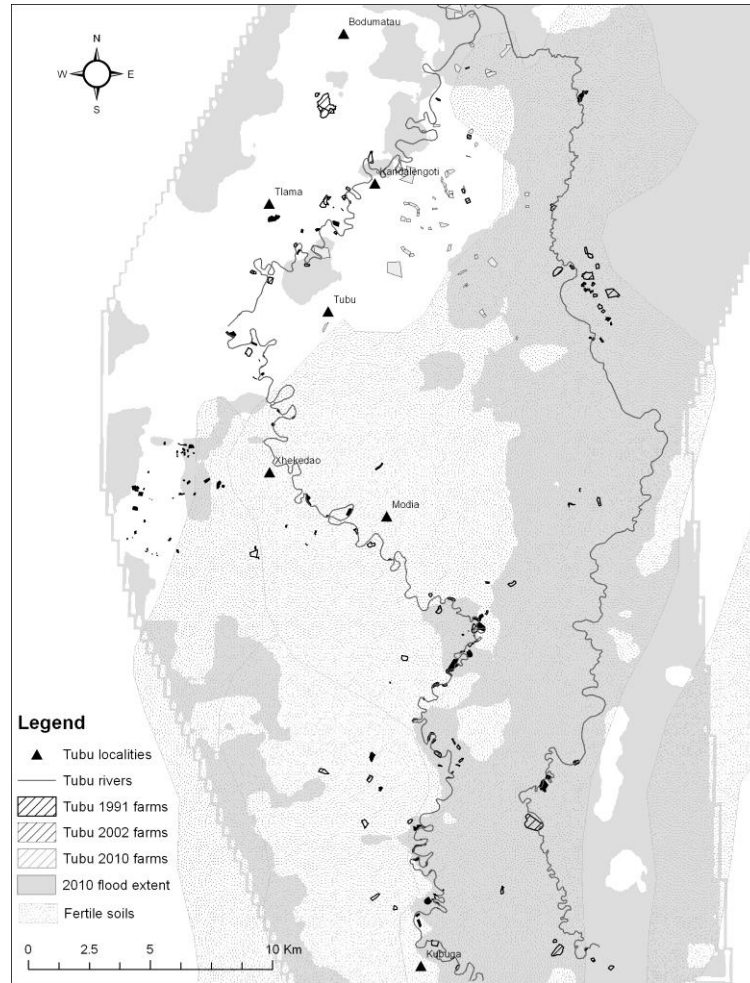 Bodumatau
N
W E
S
Kandalengoti
Tlama
Tubu
Xhekedao
Modia
Legend
Tubu localities
Tubu rivers
Tubu 1991 farms
Tubu 2002 farms
Tubu 2010 farms
2010 flood extent
Fertile soils
0 2.5 5 10 Km
Kubuga